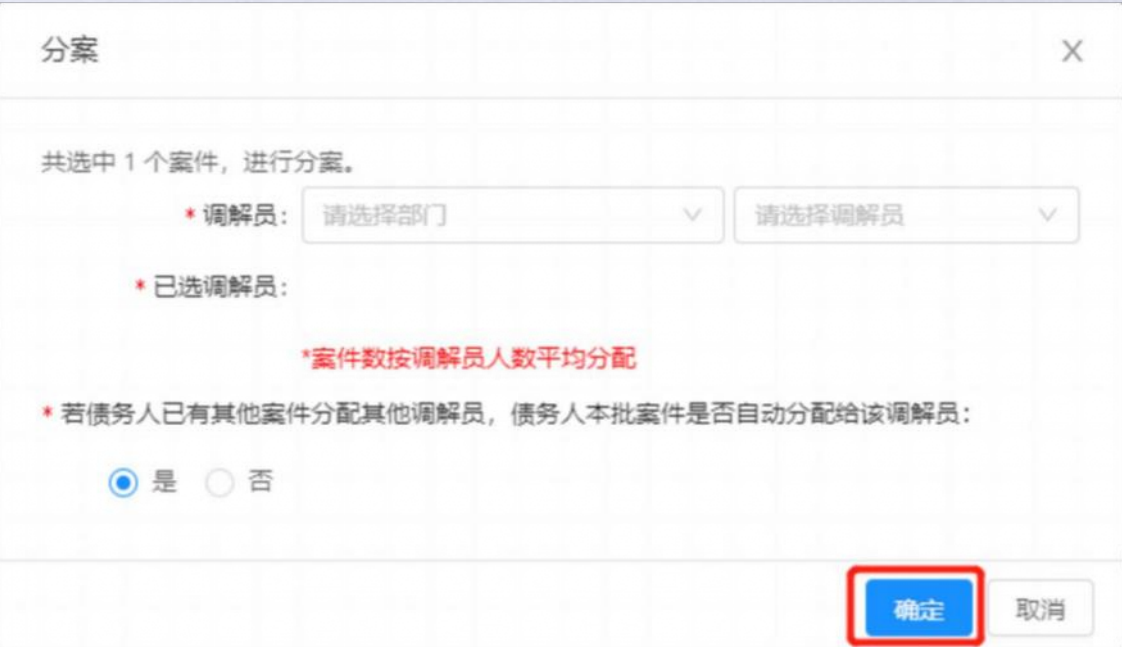 分案
共选中 1 个案件，进行分案。
* 调解员： 请选择部门 请选择调解员
* 已选调解员：
*案件数按调解员人数平均分配
* 若债务人已有其他案件分配其他调解员，债务人本批案件是否自动分配给该调解员：
是 否
确定 取消